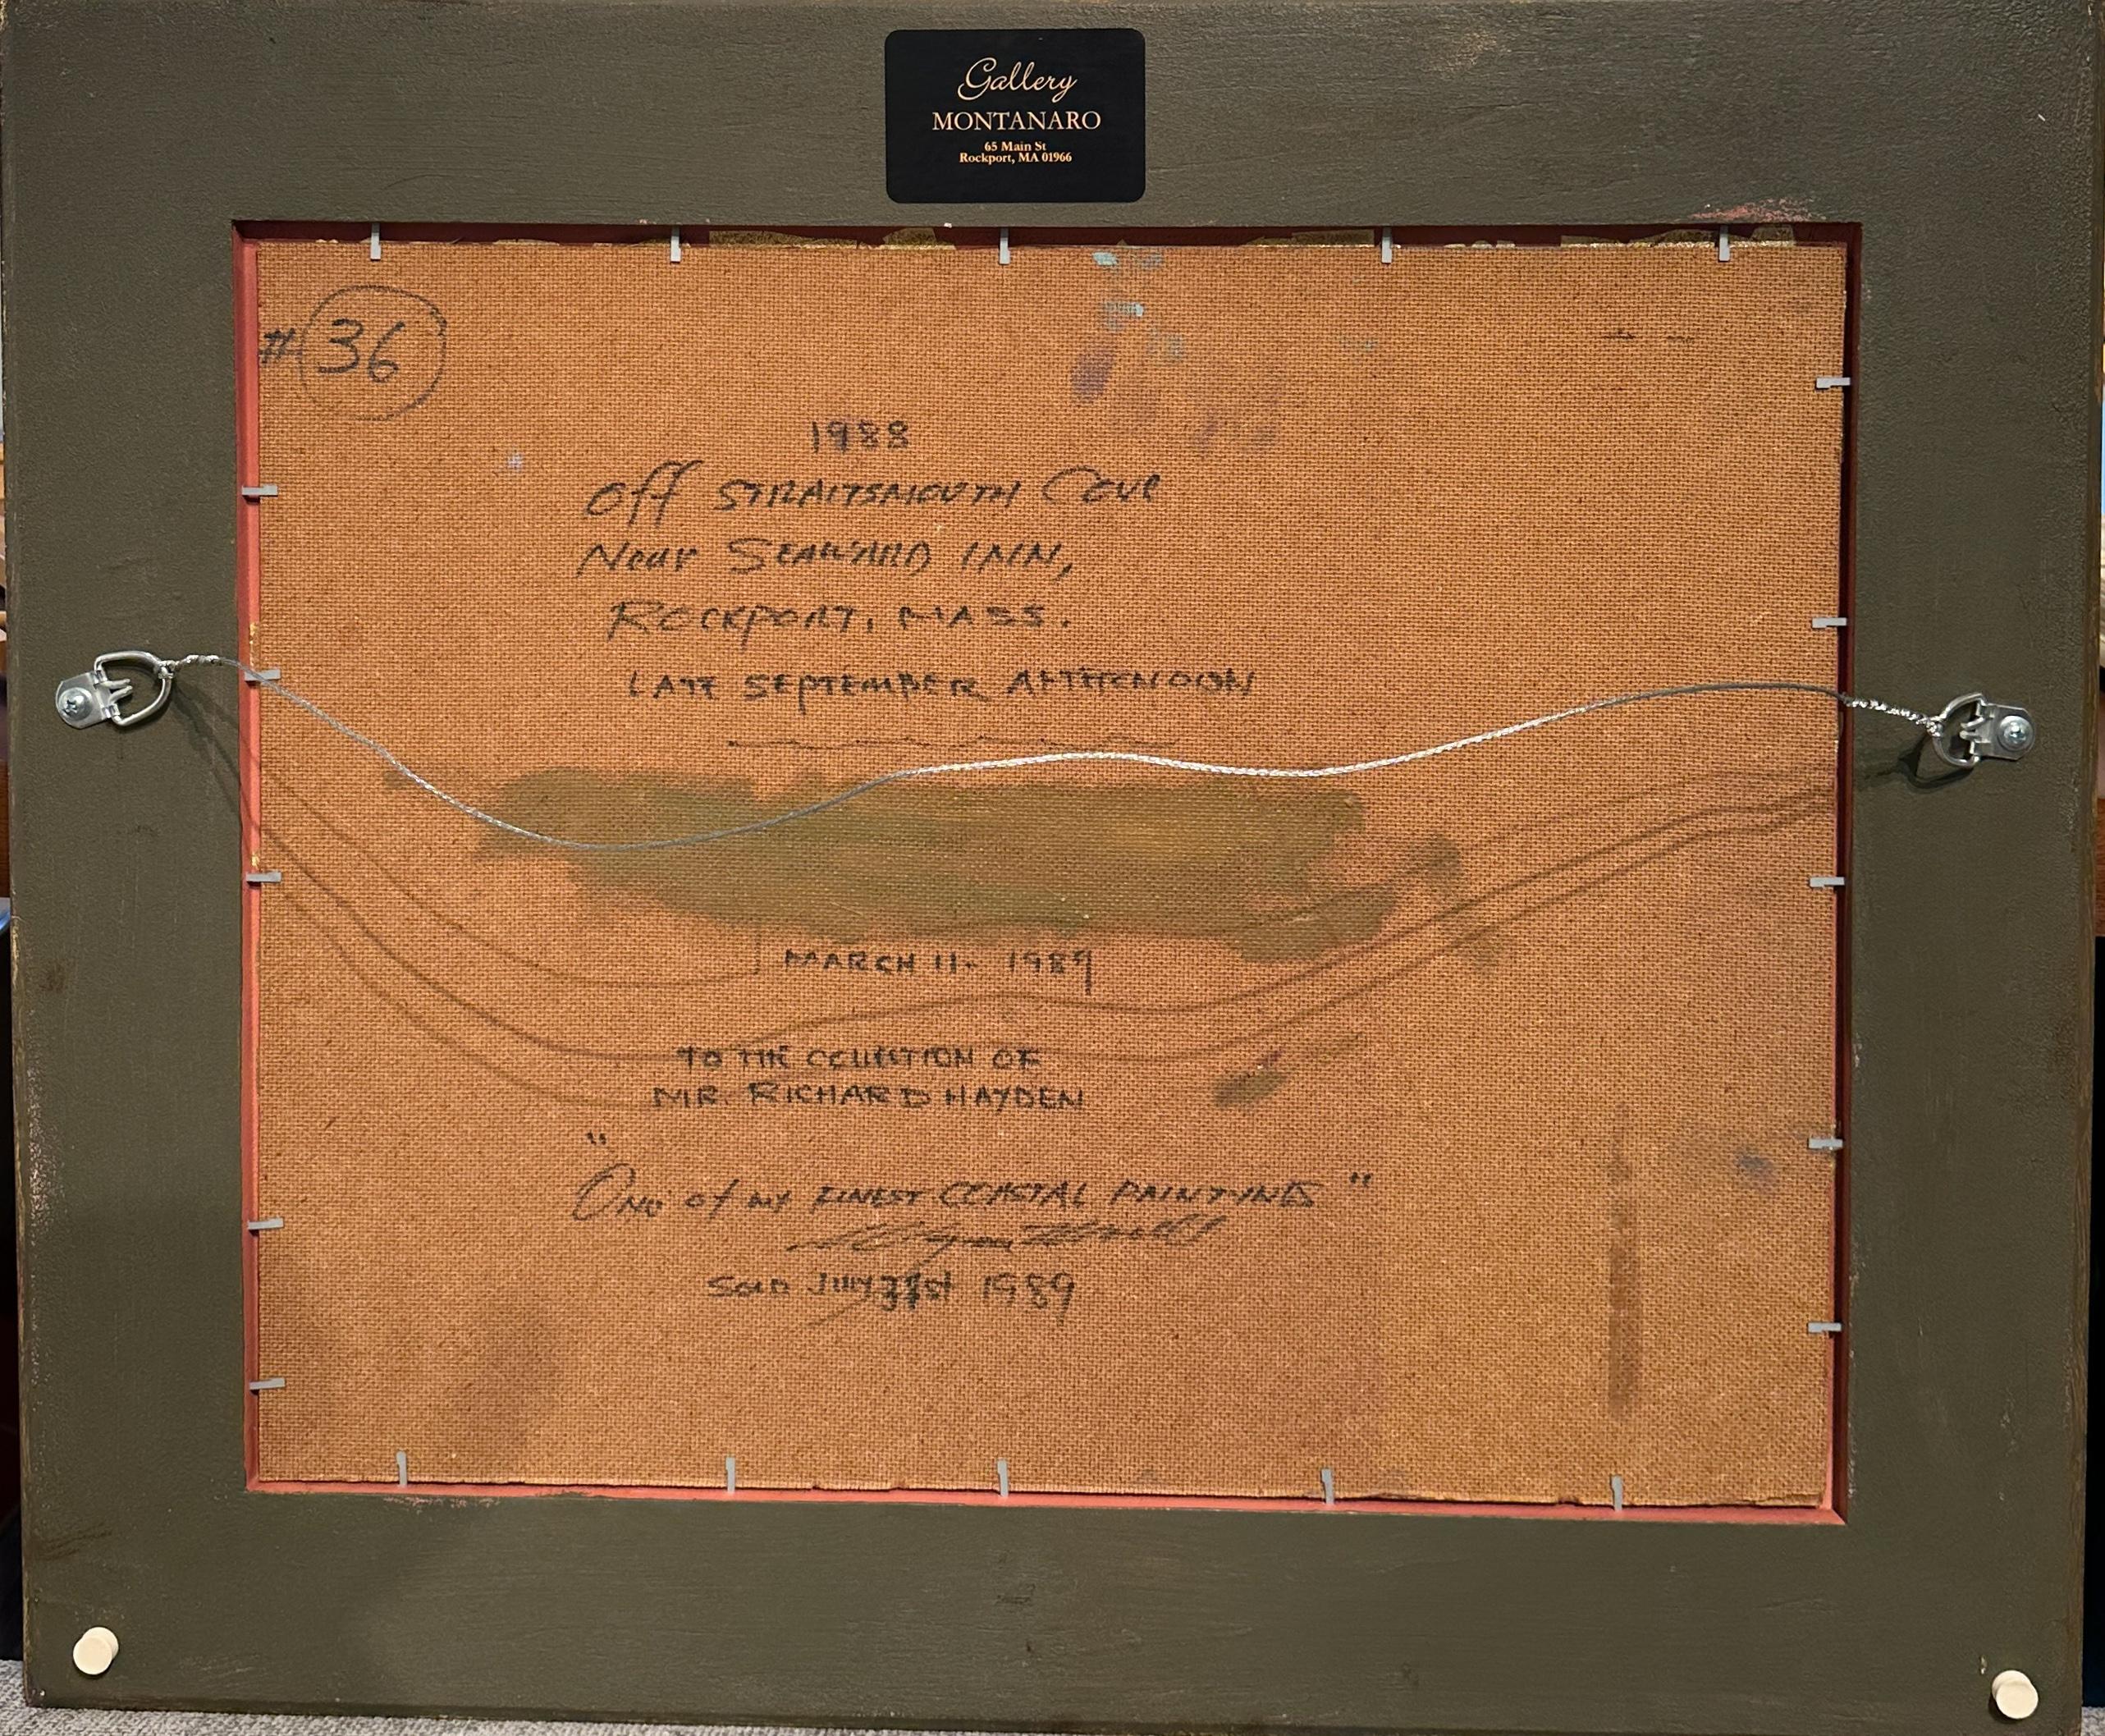 Gallery
MONTANARO
65 Main St
Rockport, MA 01966
#36
1988
Off STRAITSMOUTH Cove
Near SEAWARD INN,
ROCKPORT, MASS.
LATE SEPTEMBER AFTERNOON
MARCH 11- 1989
TO THE COLLECTION OF
MR. RICHARD HAYDEN
"
One of my FINEST COASTAL PAINTINGS "
Sold July 31st 1989